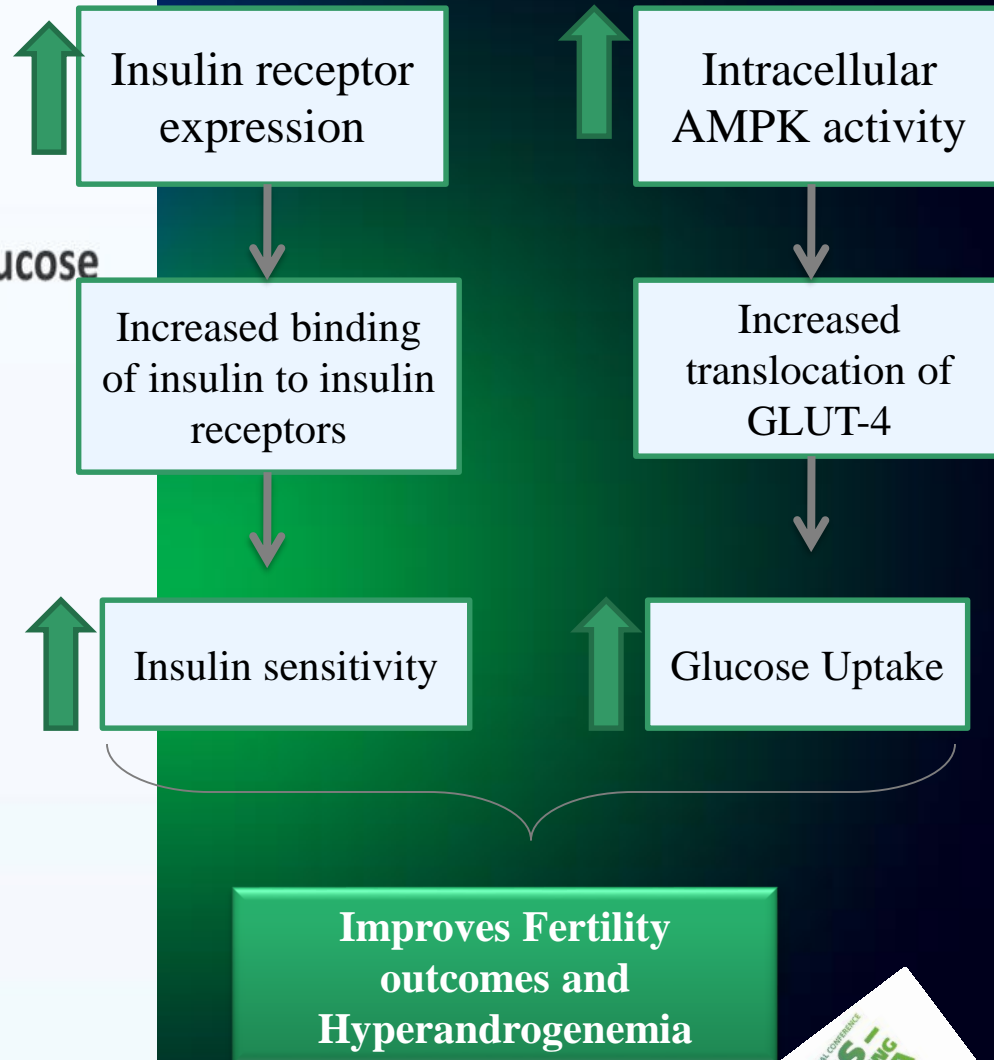 Insulin receptor
expression
Intracellular
AMPK activity
Increased binding
of insulin to insulin
receptors
Increased
translocation of
GLUT-4
Insulin sensitivity
Glucose Uptake
Improves Fertility
outcomes and
Hyperandrogenemia